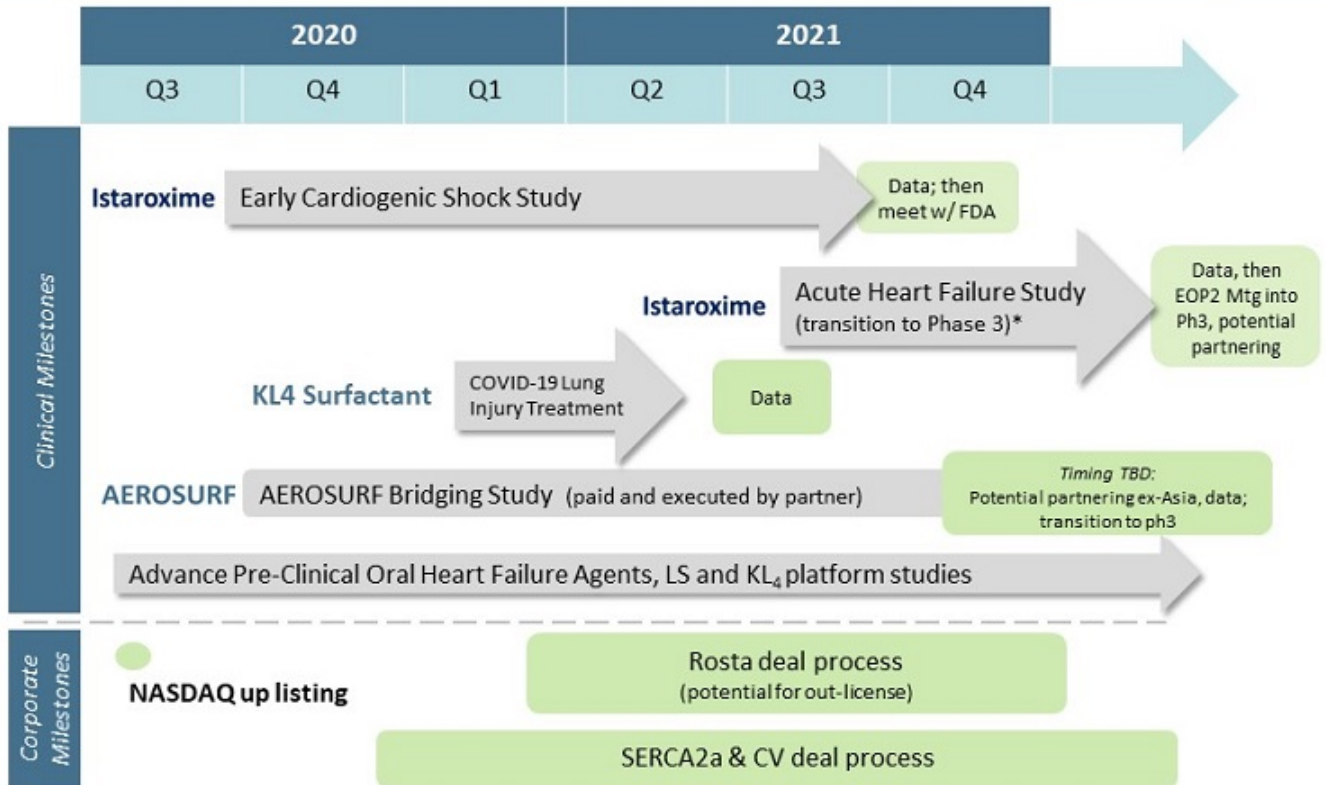 2020 2021
Q3 Q4 Q1 Q2 Q3 Q4
Clinical Milestones
Istaroxime Early Cardiogenic Shock Study
Data; then
meet w/ FDA
Istaroxime
Acute Heart Failure Study
(transition to Phase 3)*
Data, then
EOP2 Mtg into
Ph3, potential
partnering
KL4 Surfactant
COVID-19 Lung
Injury Treatment
Data
AEROSURF AEROSURF Bridging Study (paid and executed by partner)
Timing TBD:
Potential partnering ex-Asia, data;
transition to ph3
Advance Pre-Clinical Oral Heart Failure Agents, LS and KL₄ platform studies
Corporate
Milestones
NASDAQ up listing
Rosta deal process
(potential for out-license)
SERCA2a & CV deal process